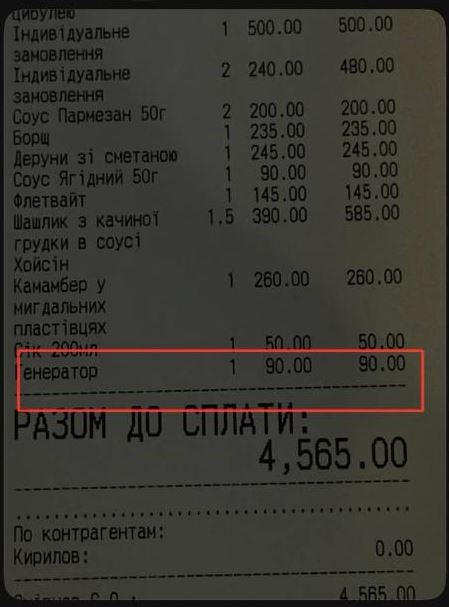 цибулею
Індивідуальне 1 500.00 500.00
замовлення
Індивідуальне 2 240.00 480.00
замовлення
Соус Пармезан 50г 2 200.00 200.00
Борщ 1 235.00 235.00
Деруни зі сметаною 1 245.00 245.00
Соус Ягідний 50г 1 90.00 90.00
Флетвайт 1 145.00 145.00
Шашлик з качиної 1.5 390.00 585.00
грудки в соусі
Хойсін
Камамбер у 1 260.00 260.00
мигдальних
пластівцях
Сік 200мл 1 50.00 50.00
Генератор 1 90.00 90.00
РАЗОМ ДО СПЛАТИ:
4,565.00
По контрагентам:
Кирилов: 0.00
4,565.00